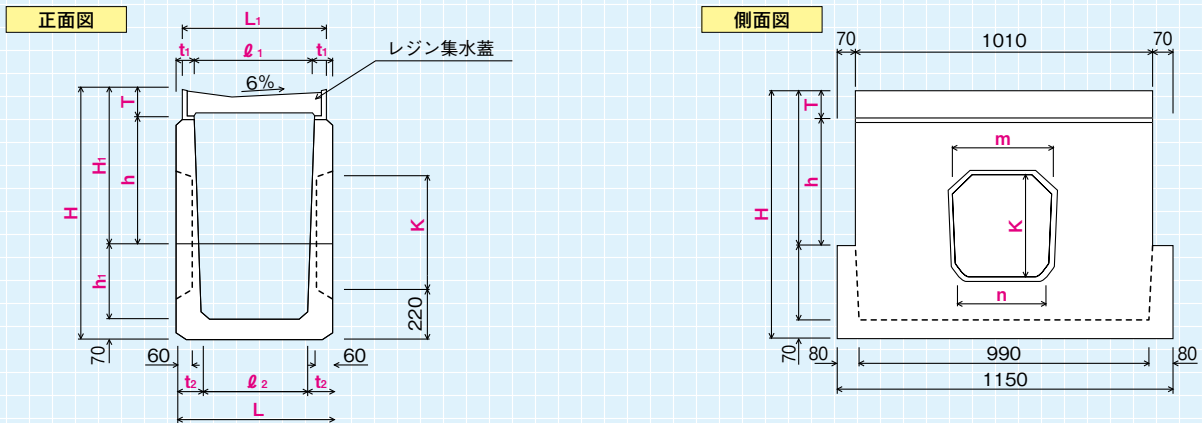 正面図
L₁
t₁ ℓ₁ t₁
レジン集水蓋
6%
T
H₁
h
H
K
h₁
220
70
60 60
t₂ ℓ₂ t₂
L
側面図
70 1010 70
T
m
h
H
K
n
70
80 990 80
1150